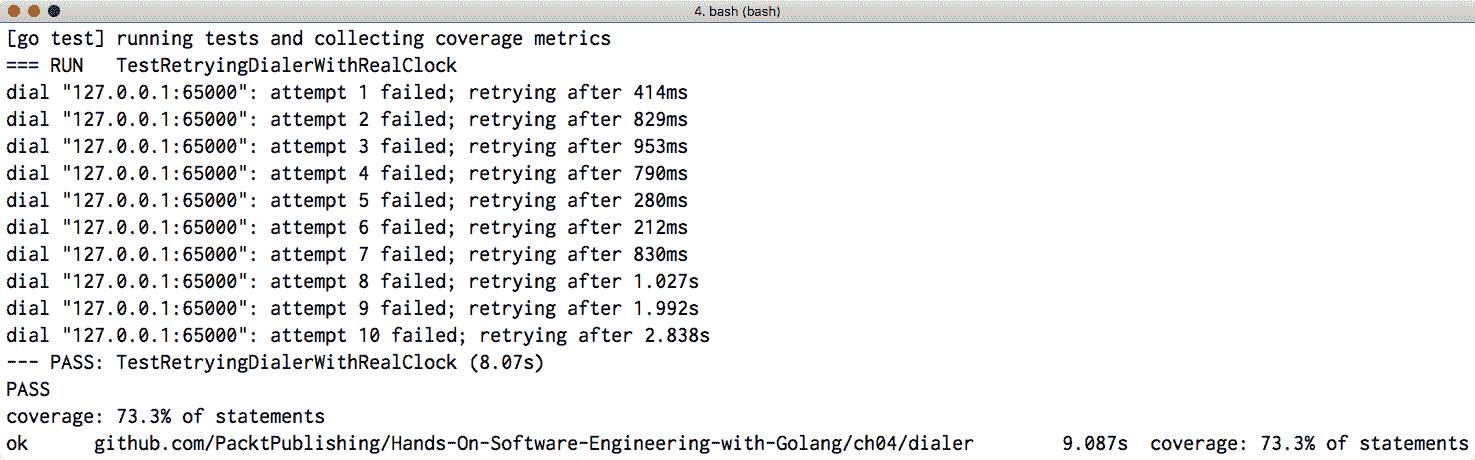 4. bash (bash)
[go test] running tests and collecting coverage metrics
=== RUN   TestRetryingDialerWithRealClock
dial "127.0.0.1:65000": attempt 1 failed; retrying after 414ms
dial "127.0.0.1:65000": attempt 2 failed; retrying after 829ms
dial "127.0.0.1:65000": attempt 3 failed; retrying after 953ms
dial "127.0.0.1:65000": attempt 4 failed; retrying after 790ms
dial "127.0.0.1:65000": attempt 5 failed; retrying after 280ms
dial "127.0.0.1:65000": attempt 6 failed; retrying after 212ms
dial "127.0.0.1:65000": attempt 7 failed; retrying after 830ms
dial "127.0.0.1:65000": attempt 8 failed; retrying after 1.027s
dial "127.0.0.1:65000": attempt 9 failed; retrying after 1.992s
dial "127.0.0.1:65000": attempt 10 failed; retrying after 2.838s
--- PASS: TestRetryingDialerWithRealClock (8.07s)
PASS
coverage: 73.3% of statements
ok      github.com/PacktPublishing/Hands-On-Software-Engineering-with-Golang/ch04/dialer        9.087s  coverage: 73.3% of statements